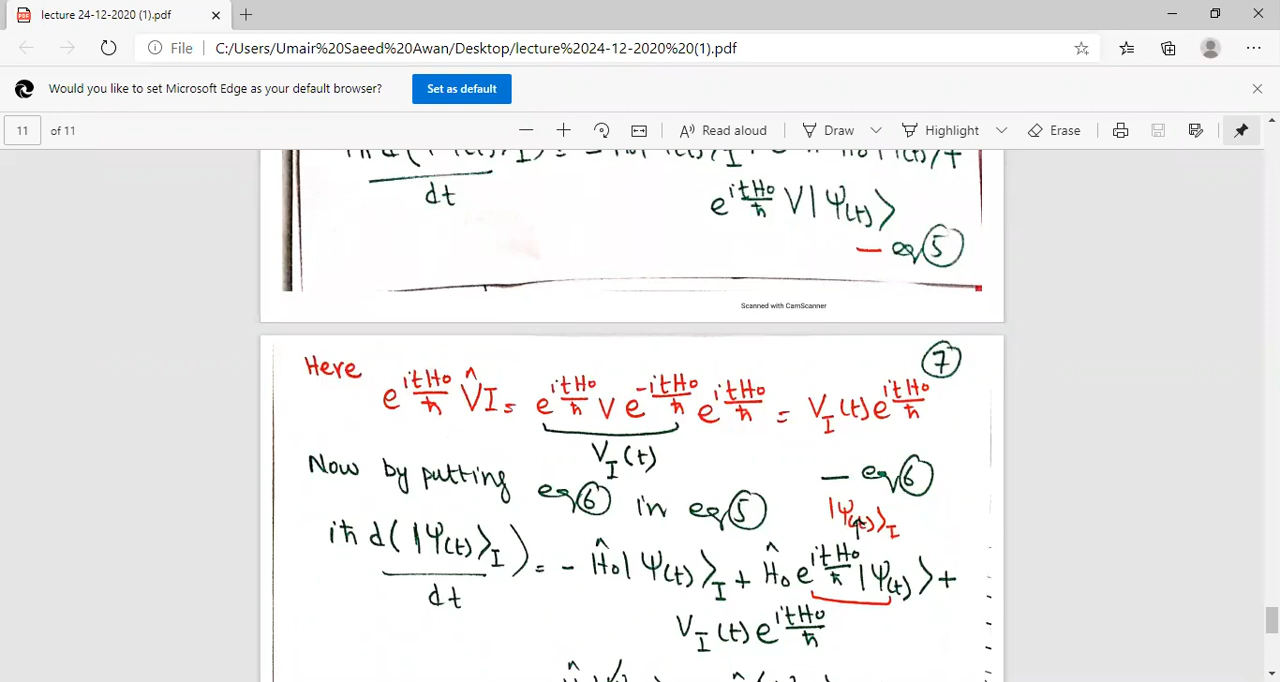 lecture 24-12-2020 (1).pdf
File C:/Users/Umair%20Saeed%20Awan/Desktop/lecture%2024-12-2020%20(1).pdf
Would you like to set Microsoft Edge as your default browser? Set as default
11 of 11 Read aloud Draw Highlight Erase
dt
e^{itH₀/ħ} V|Ψ(t)⟩
— eq ⑤
Scanned with CamScanner
⑦
Here e^{itH₀/ħ} V̂I = e^{itH₀/ħ} V e^{-itH₀/ħ} e^{itH₀/ħ} = V_I(t) e^{itH₀/ħ}
V_I(t)
— eq ⑥
Now by putting eq ⑥ in eq ⑤
|Ψ(t)⟩_I
iħ d(|Ψ(t)⟩_I)/dt = - Ĥ₀|Ψ(t)⟩_I + Ĥ₀ e^{itH₀/ħ} |Ψ(t)⟩ +
V_I(t) e^{itH₀/ħ}